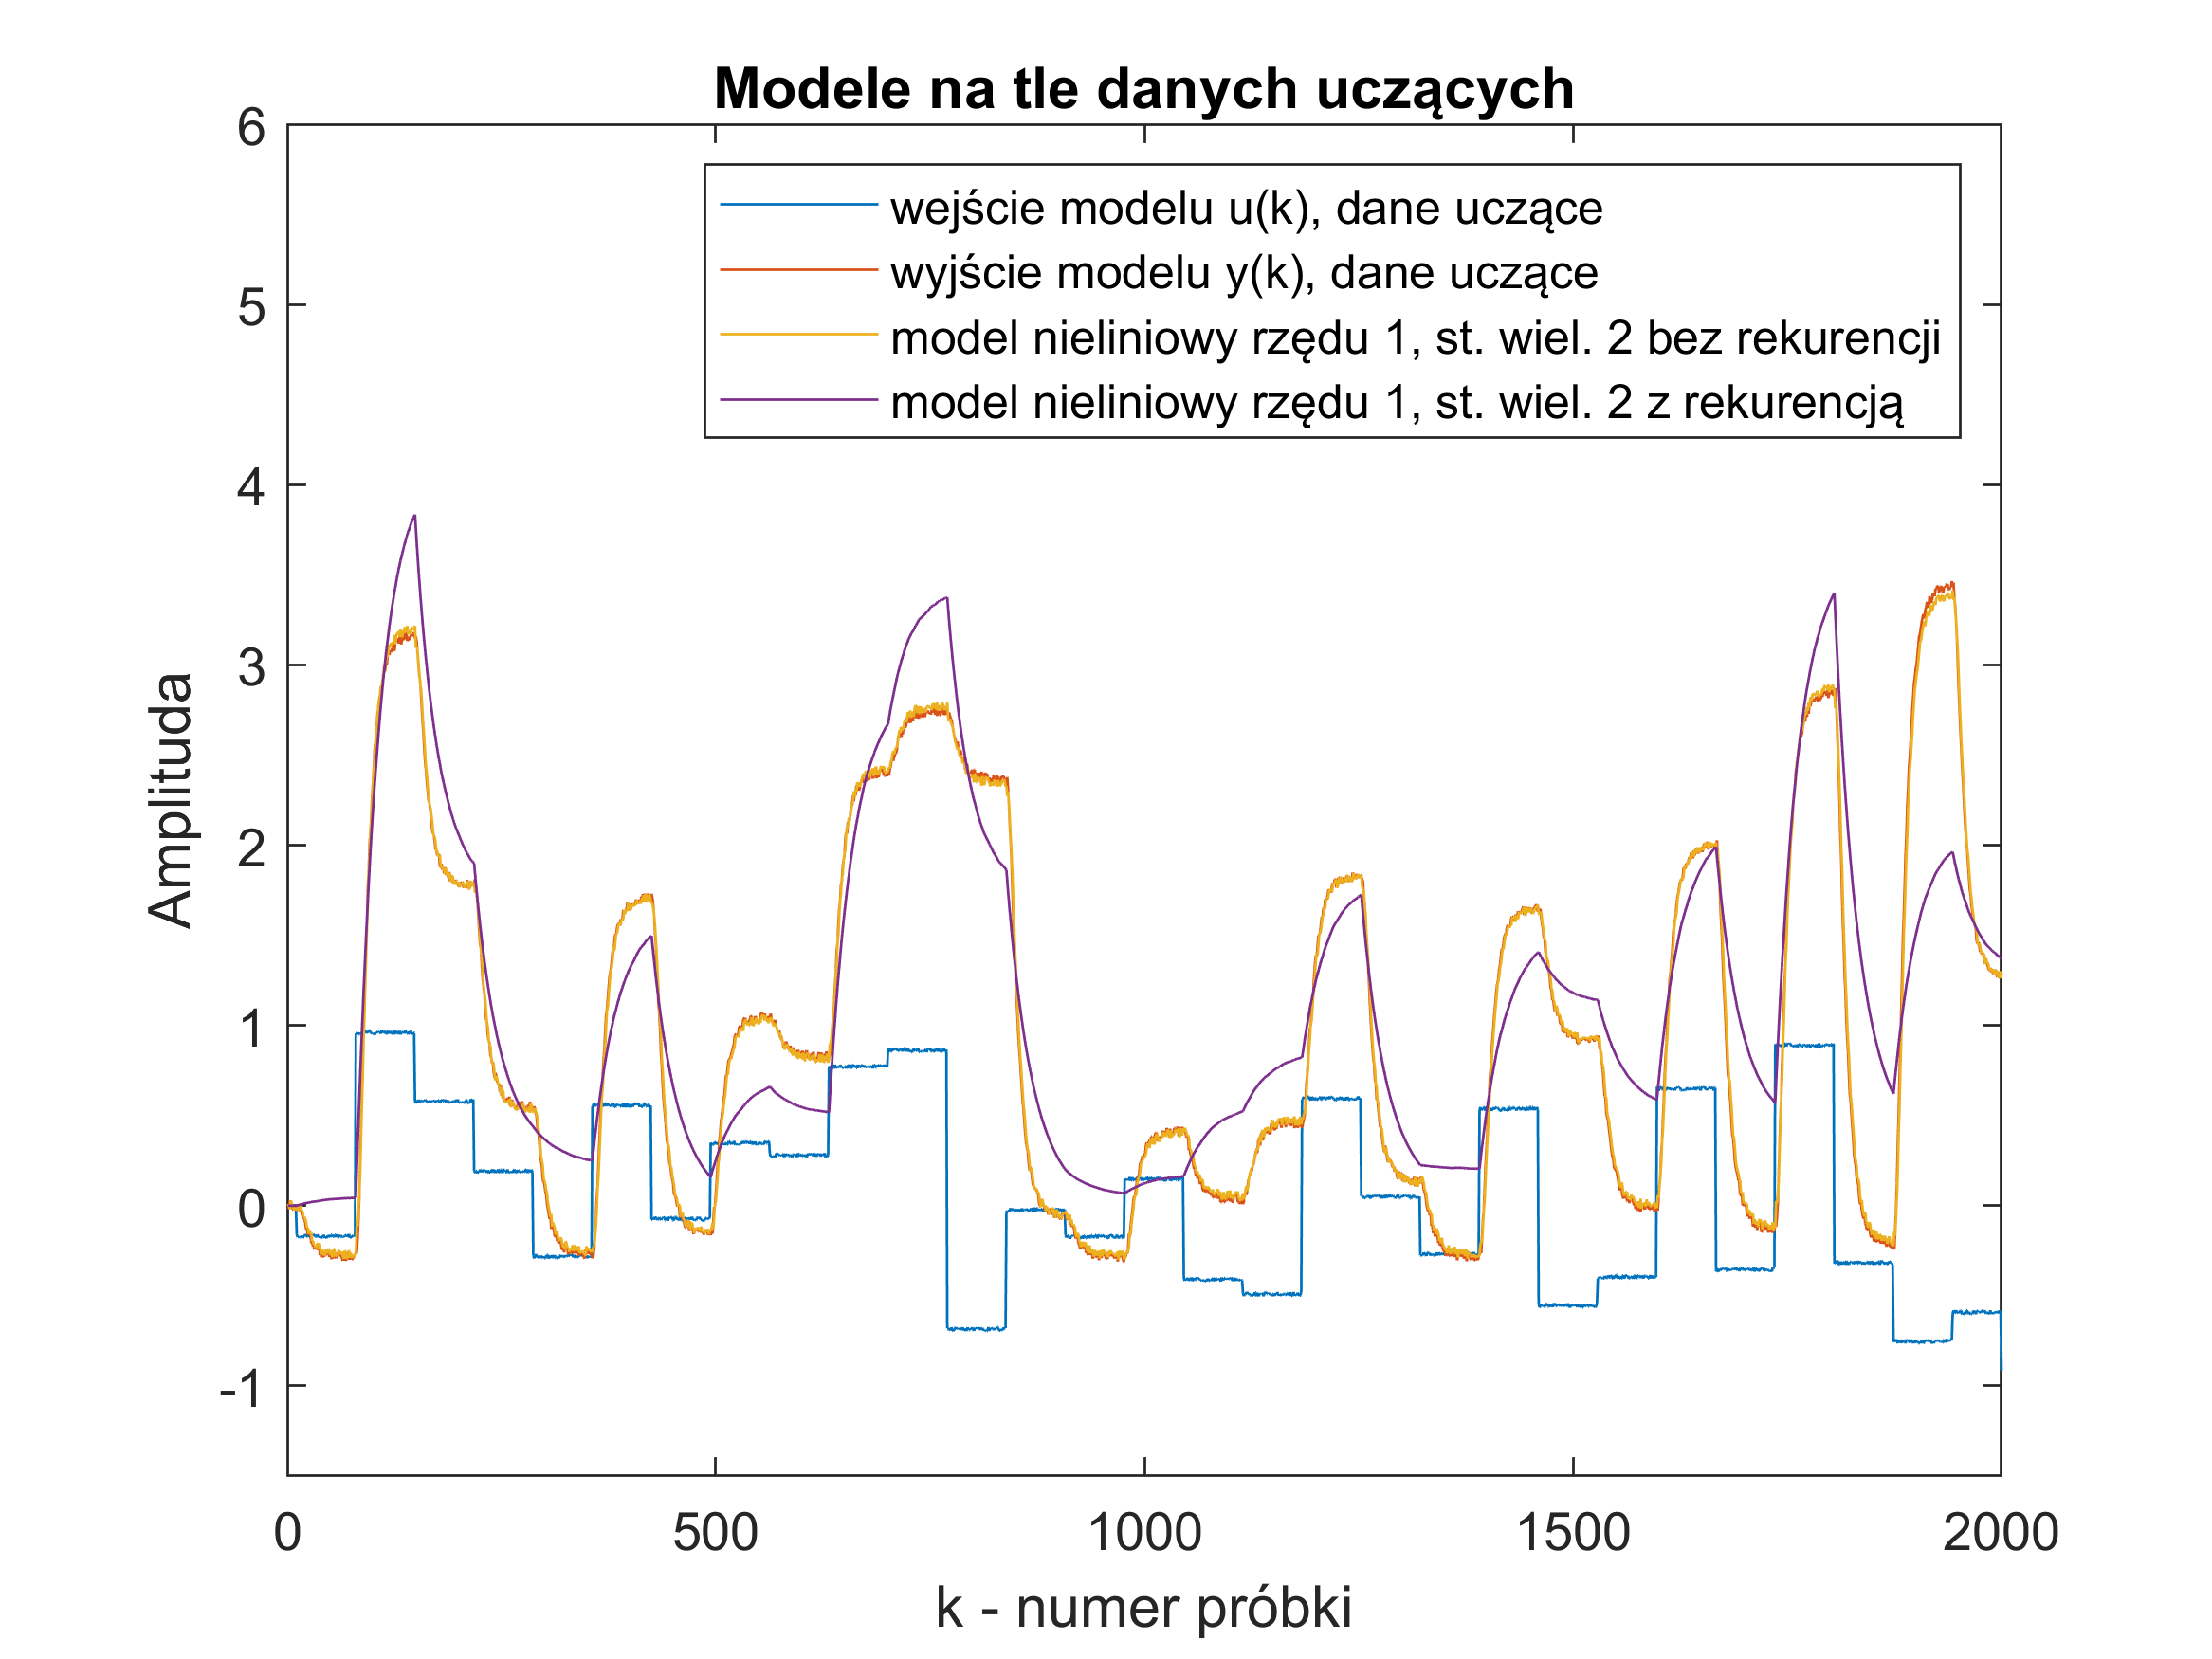 Modele na tle danych uczących
6
5
4
3
2
1
0
-1
Amplituda
wejście modelu u(k), dane uczące
wyjście modelu y(k), dane uczące
model nieliniowy rzędu 1, st. wiel. 2 bez rekurencji
model nieliniowy rzędu 1, st. wiel. 2 z rekurencją
0 500 1000 1500 2000
k - numer próbki